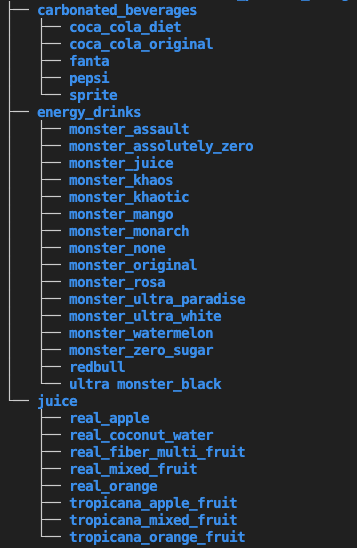 carbonated_beverages
coca_cola_diet
coca_cola_original
fanta
pepsi
sprite
energy_drinks
monster_assault
monster_assolutely_zero
monster_juice
monster_khaos
monster_khaotic
monster_mango
monster_monarch
monster_none
monster_original
monster_rosa
monster_ultra_paradise
monster_ultra_white
monster_watermelon
monster_zero_sugar
redbull
ultra monster_black
juice
real_apple
real_coconut_water
real_fiber_multi_fruit
real_mixed_fruit
real_orange
tropicana_apple_fruit
tropicana_mixed_fruit
tropicana_orange_fruit